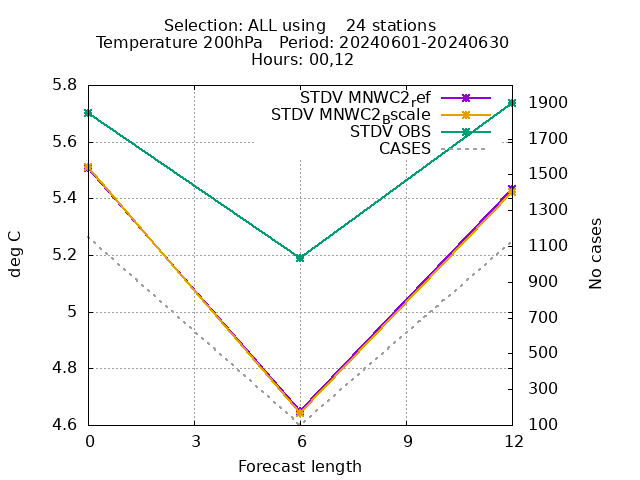 Selection: ALL using    24 stations
Temperature 200hPa   Period: 20240601-20240630
Hours: 00,12
STDV MNWC2ref
STDV MNWC2Bscale
STDV OBS
CASES
5.8
5.6
5.4
5.2
5
4.8
4.6
deg C
1900
1700
1500
1300
1100
900
700
500
300
100
No cases
0 3 6 9 12
Forecast length